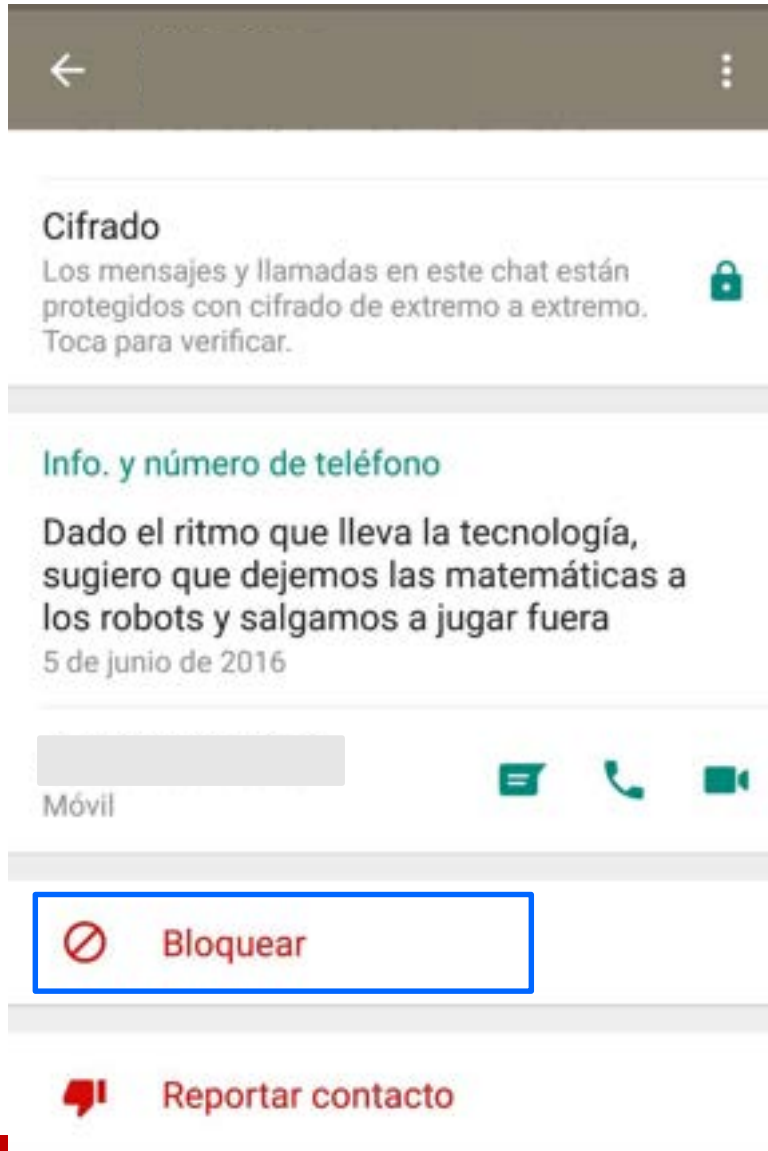 Cifrado
Los mensajes y llamadas en este chat están
protegidos con cifrado de extremo a extremo.
Toca para verificar.
Info. y número de teléfono
Dado el ritmo que lleva la tecnología,
sugiero que dejemos las matemáticas a
los robots y salgamos a jugar fuera
5 de junio de 2016
Móvil
Bloquear
Reportar contacto